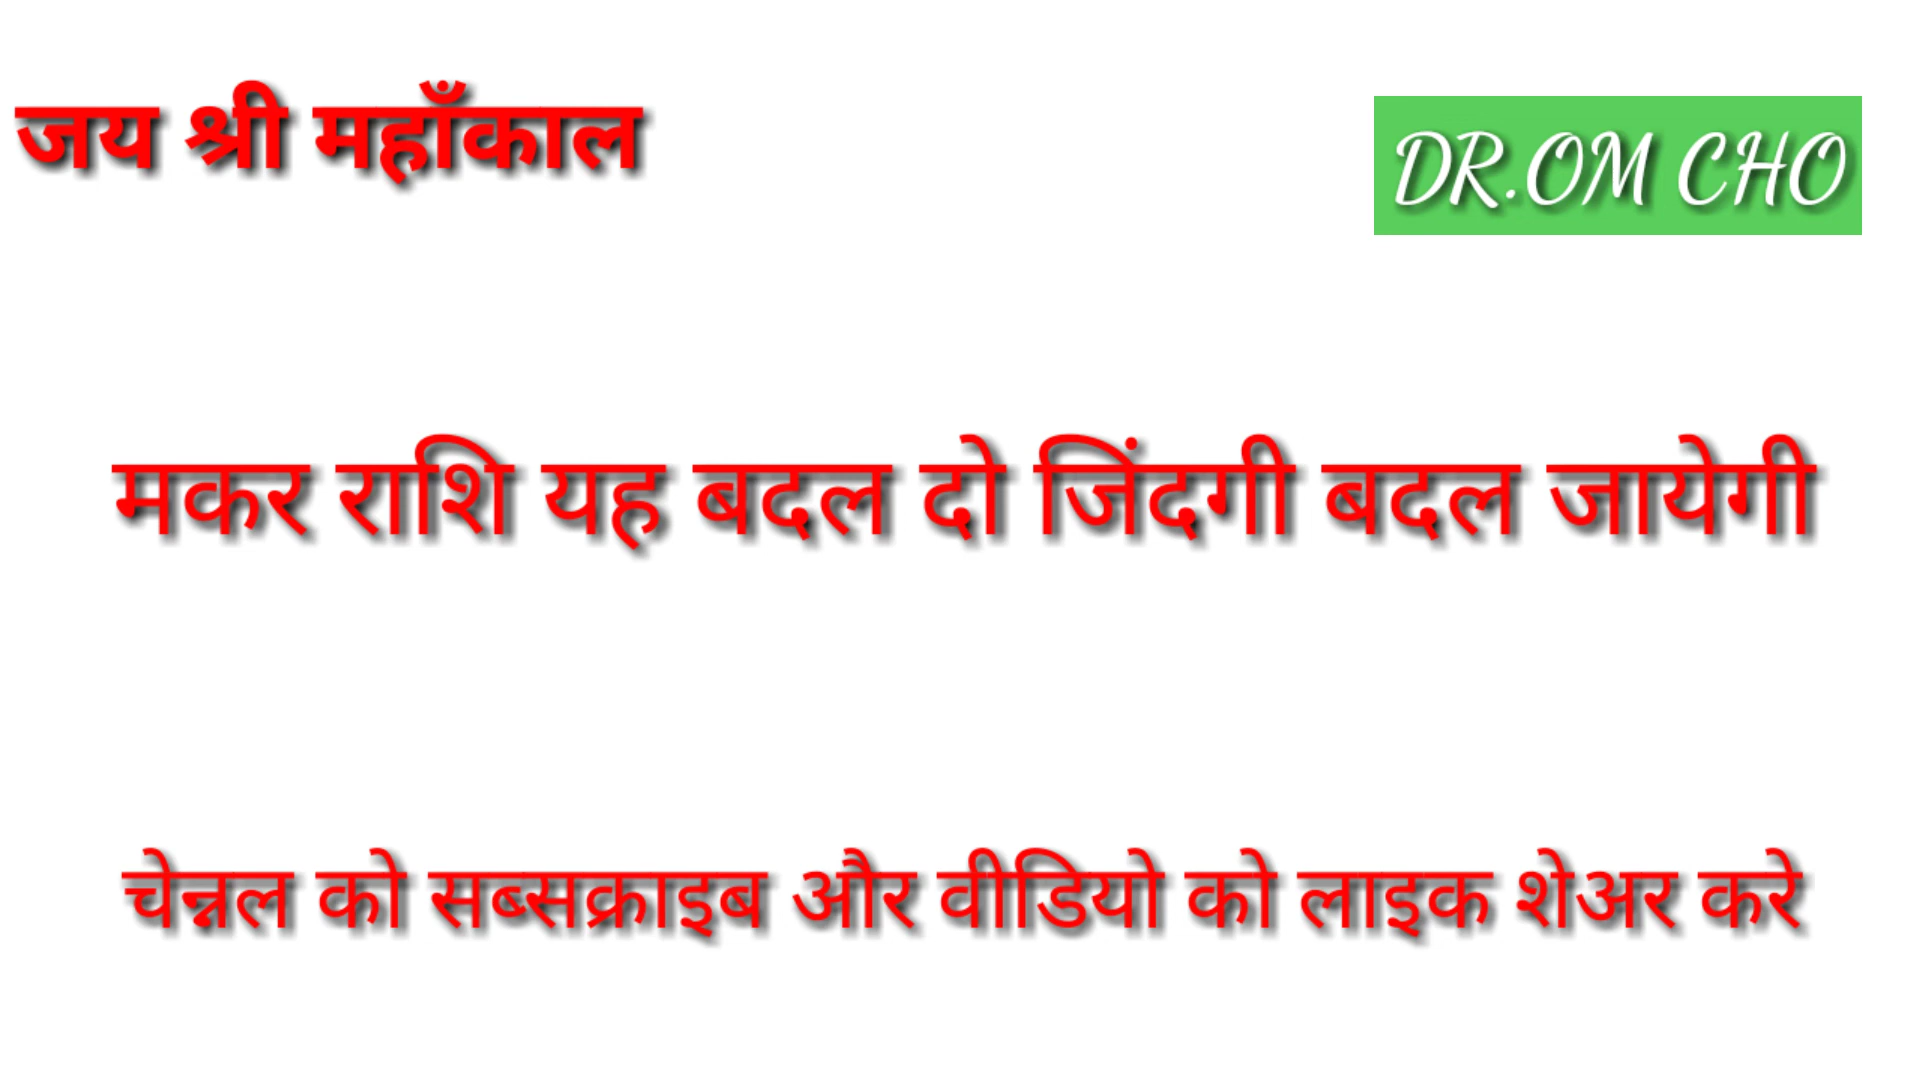 जय श्री महाँकाल
DR.OM CHO
मकर राशि यह बदल दो जिंदगी बदल जायेगी
चेन्नल को सब्सक्राइब और वीडियो को लाइक शेअर करे